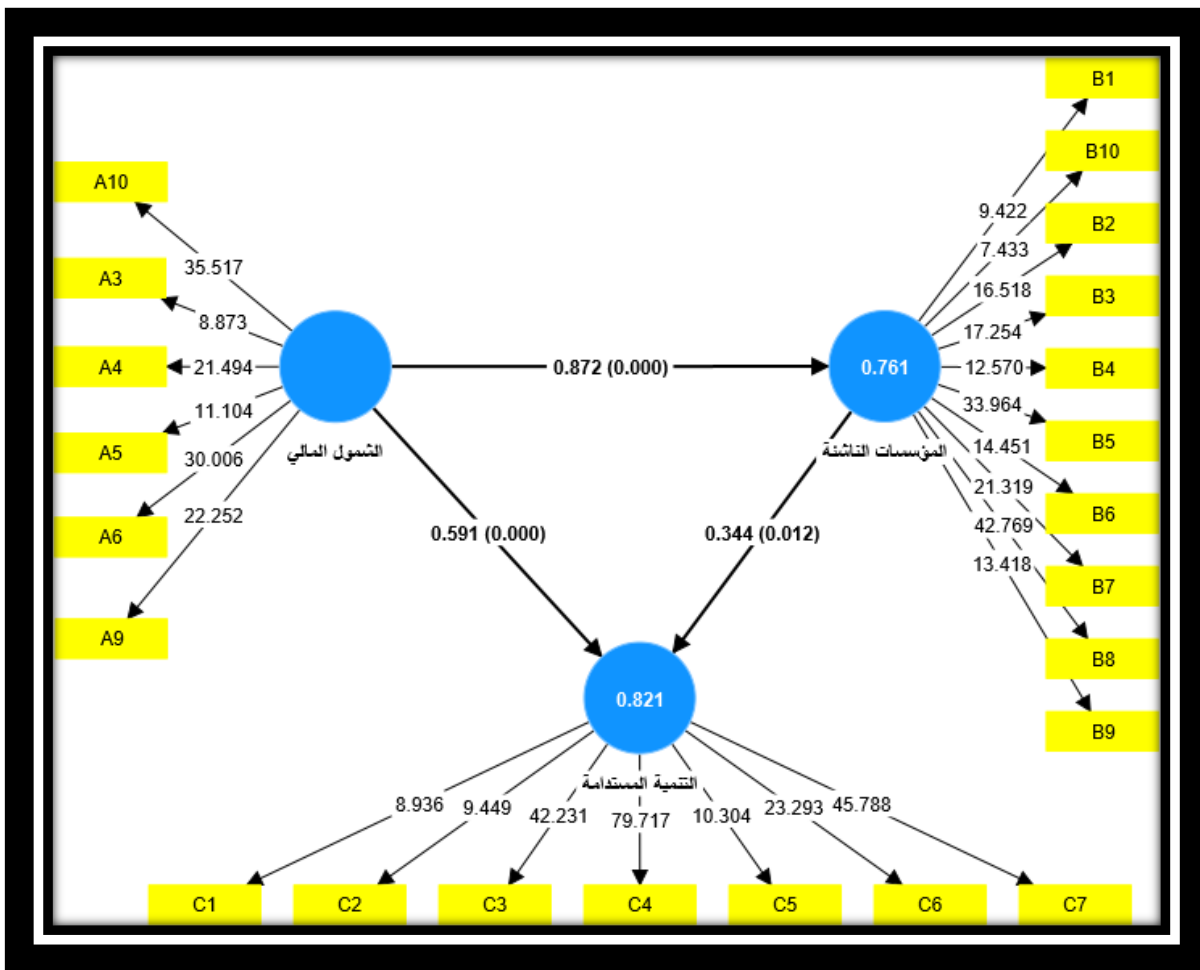 B1
B10
A10
B2
9.422
7.433
35.517
A3
16.518
B3
8.873
17.254
A4
21.494
0.872 (0.000)
0.761
12.570
B4
11.104
33.964
A5
الشمول المالي
المؤسسات الناشئة
B5
30.006
14.451
21.319
22.252
B6
A6
0.591 (0.000)
0.344 (0.012)
42.769
13.418
B7
A9
B8
0.821
B9
التنمية المستدامة
8.936
9.449
42.231
79.717
10.304
23.293
45.788
C1
C2
C3
C4
C5
C6
C7